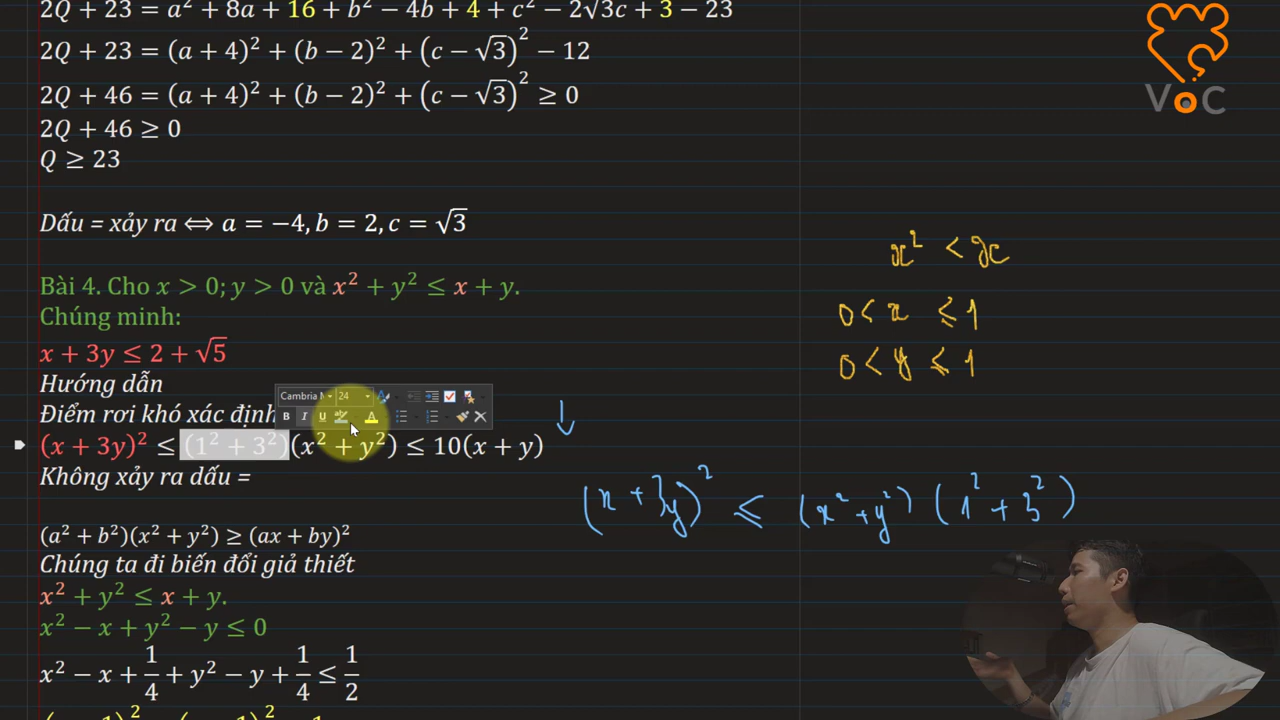 2Q + 23 = a² + 8a + 16 + b² − 4b + 4 + c² − 2√3c + 3 − 23
2Q + 23 = (a + 4)² + (b − 2)² + (c − √3)² − 12
2Q + 46 = (a + 4)² + (b − 2)² + (c − √3)² ≥ 0
2Q + 46 ≥ 0
Q ≥ 23
Dấu = xảy ra ⟺ a = −4, b = 2, c = √3
Bài 4. Cho x > 0; y > 0 và x² + y² ≤ x + y.
Chúng minh:
x + 3y ≤ 2 + √5
Hướng dẫn
Điểm rơi khó xác định
(x + 3y)² ≤ (1² + 3²)(x² + y²) ≤ 10(x + y)
Không xảy ra dấu =
(a² + b²)(x² + y²) ≥ (ax + by)²
Chúng ta đi biến đổi giả thiết
x² + y² ≤ x + y.
x² − x + y² − y ≤ 0
x² − x + 1/4 + y² − y + 1/4 ≤ 1/2
VoC
x² < x
0 < x ≤ 1
0 < y ≤ 1
(x + 3y)² ≤ (x² + y²) (1² + 3²)
Cambria M 24
B I U ab A